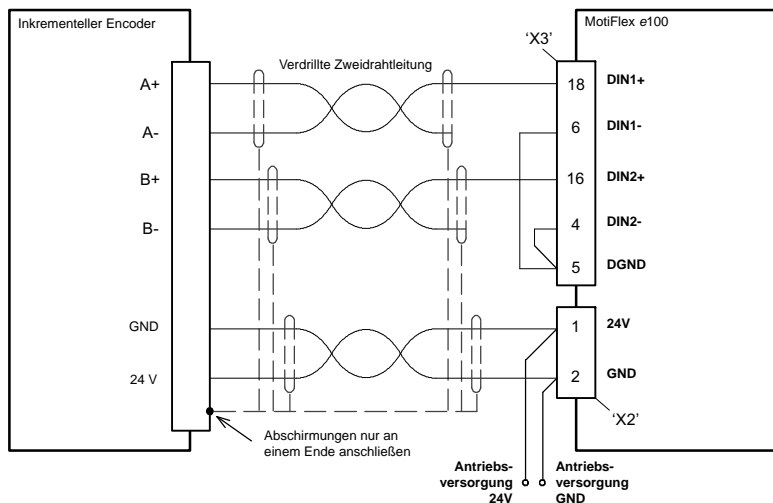 Inkrementeller Encoder
MotiFlex e100
'X3'
Verdrillte Zweidrahtleitung
A+
18
DIN1+
A-
6
DIN1-
B+
16
DIN2+
B-
4
DIN2-
5
DGND
GND
1
24V
24 V
2
GND
'X2'
Abschirmungen nur an
einem Ende anschließen
Antriebs-
versorgung
24V
Antriebs-
versorgung
GND